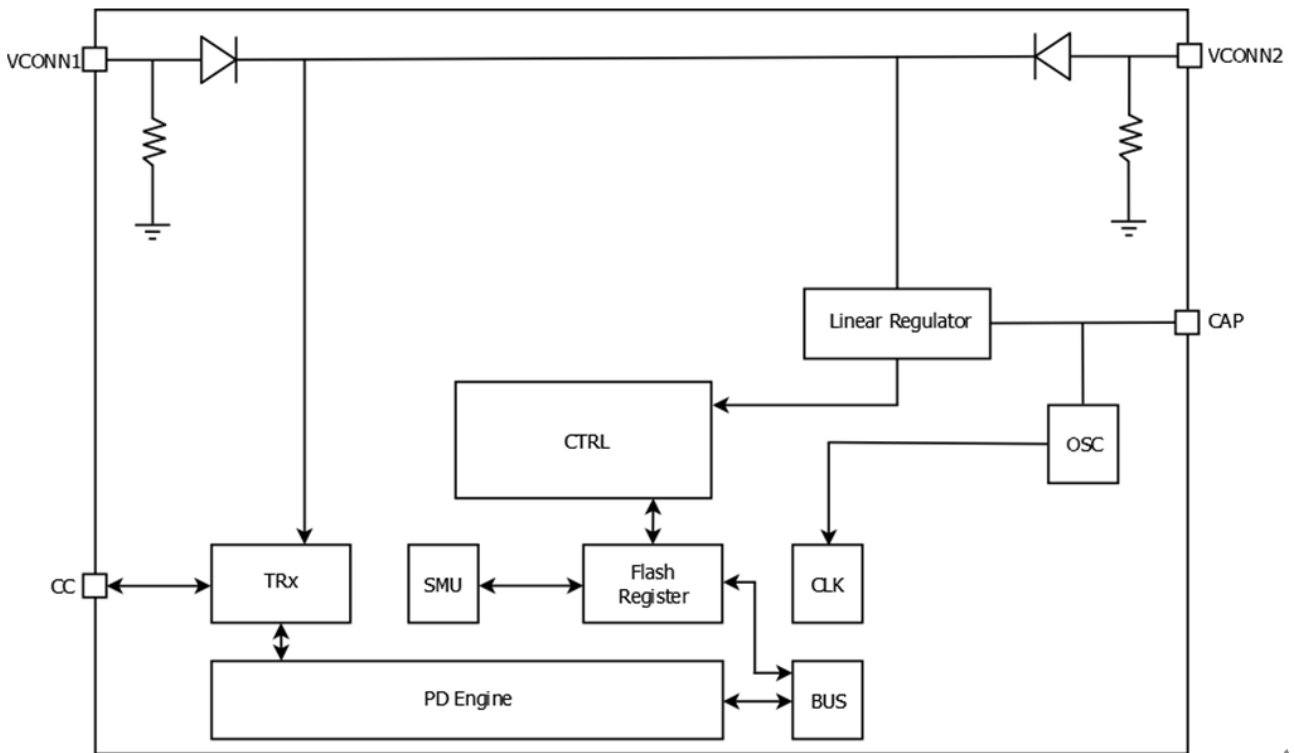 VCONN1
VCONN2
Linear Regulator
CAP
CTRL
OSC
CC
TRx
SMU
Flash
Register
CLK
PD Engine
BUS